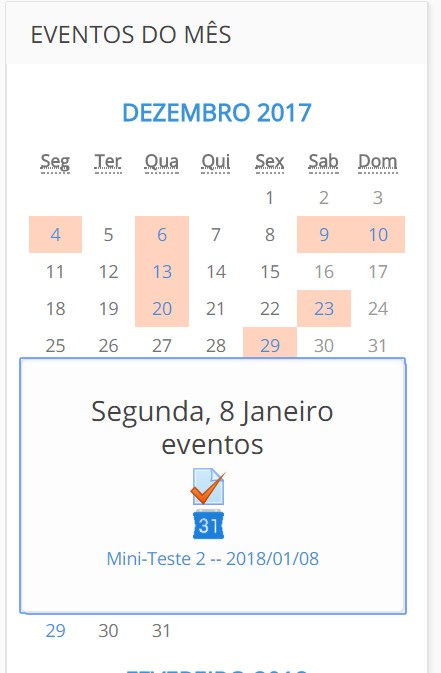 EVENTOS DO MÊS
DEZEMBRO 2017
Seg Ter Qua Qui Sex Sab Dom
1 2 3
4 5 6 7 8 9 10
11 12 13 14 15 16 17
18 19 20 21 22 23 24
25 26 27 28 29 30 31
Segunda, 8 Janeiro
eventos
31
Mini-Teste 2 -- 2018/01/08
29 30 31
FEVEREIRO 2018